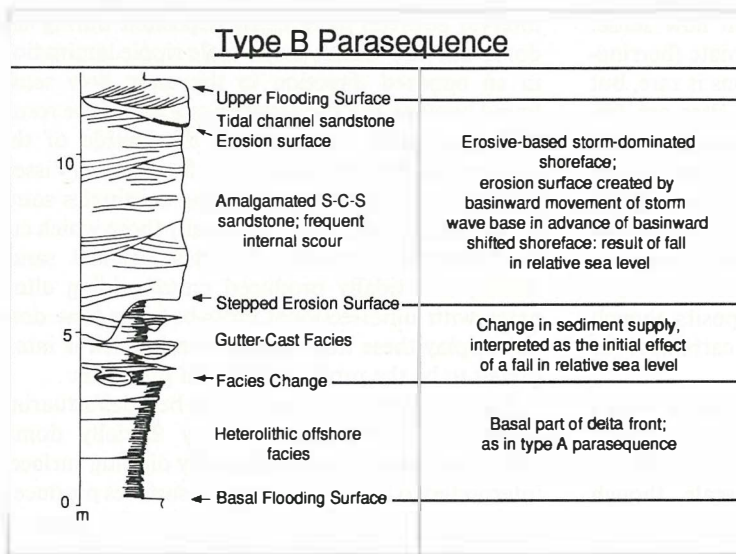 Type B Parasequence
Upper Flooding Surface
Tidal channel sandstone
Erosion surface
10
Amalgamated S-C-S
sandstone; frequent
internal scour
Erosive-based storm-dominated
shoreface;
erosion surface created by
basinward movement of storm
wave base in advance of basinward
shifted shoreface: result of fall
in relative sea level
Stepped Erosion Surface
5
Gutter-Cast Facies
Change in sediment supply,
interpreted as the initial effect
of a fall in relative sea level
Facies Change
Heterolithic offshore
facies
Basal part of delta front;
as in type A parasequence
0
m
Basal Flooding Surface